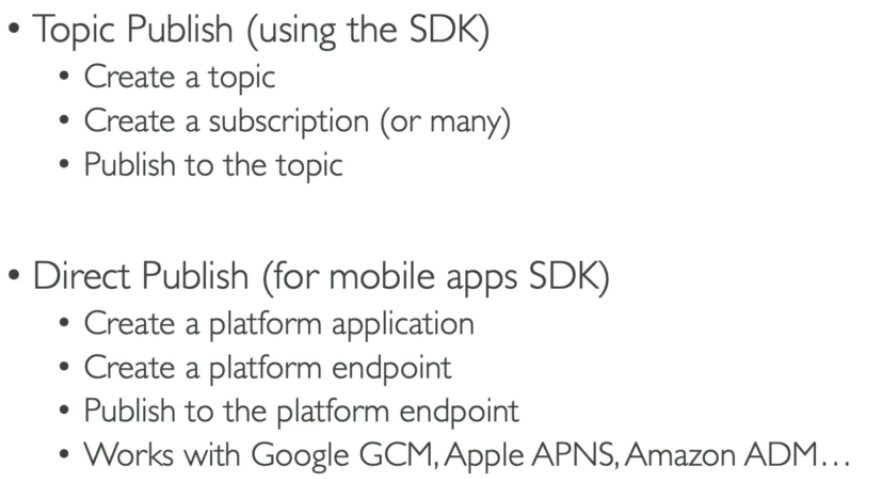 • Topic Publish (using the SDK)
• Create a topic
• Create a subscription (or many)
• Publish to the topic
• Direct Publish (for mobile apps SDK)
• Create a platform application
• Create a platform endpoint
• Publish to the platform endpoint
• Works with Google GCM, Apple APNS, Amazon ADM…